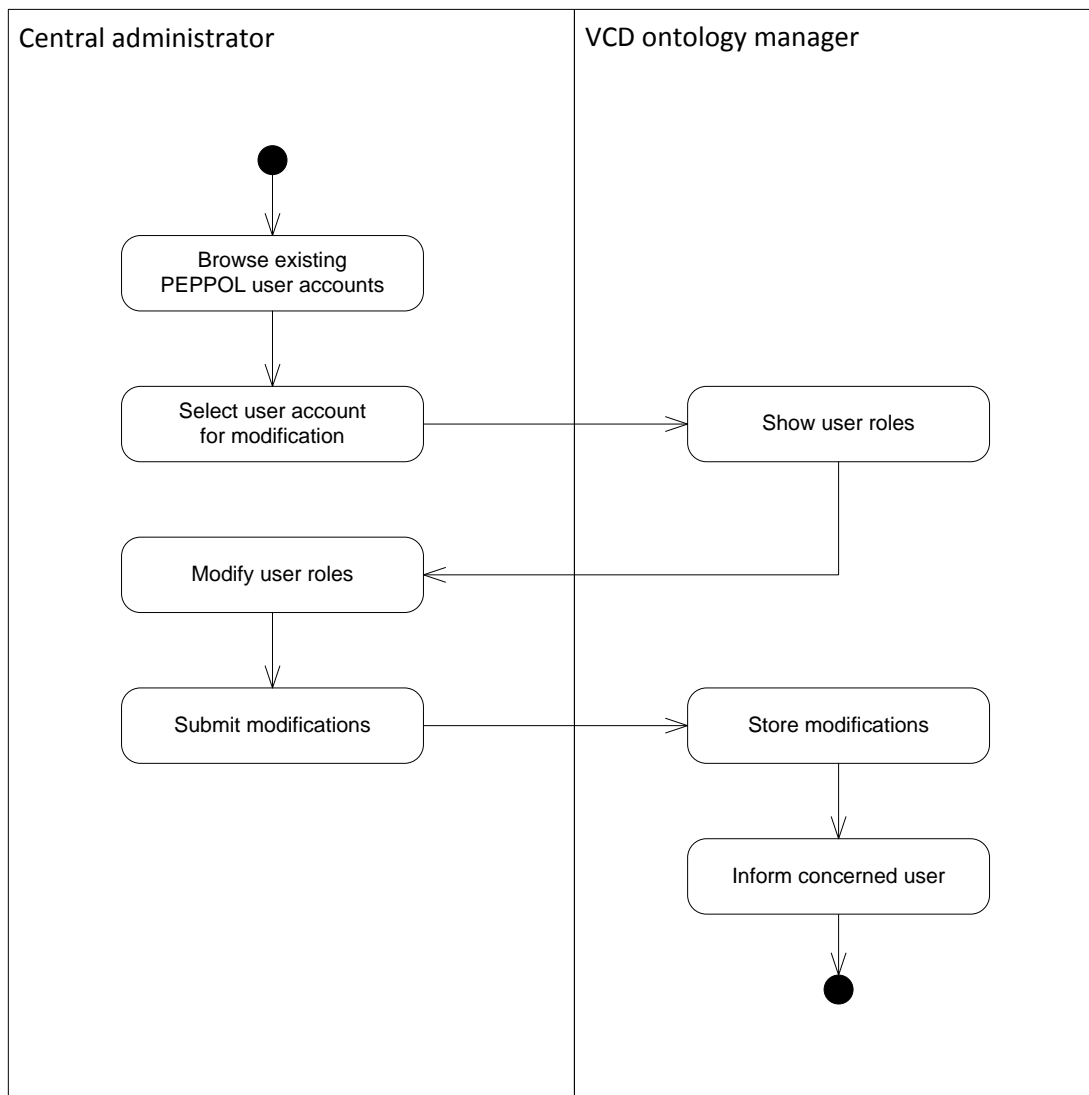 Central administrator
VCD ontology manager
Browse existing
PEPPOL user accounts
Select user account
for modification
Show user roles
Modify user roles
Submit modifications
Store modifications
Inform concerned user